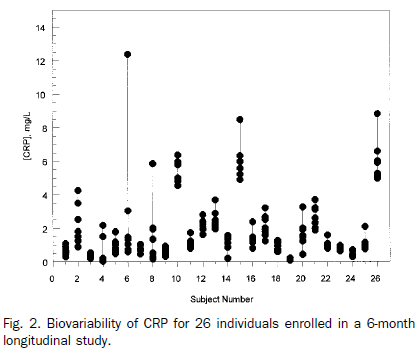 14
12
10
8
6
4
2
0
[CRP], mg/L
0 2 4 6 8 10 12 14 16 18 20 22 24 26
Subject Number
Fig. 2. Biovariability of CRP for 26 individuals enrolled in a 6-month
longitudinal study.